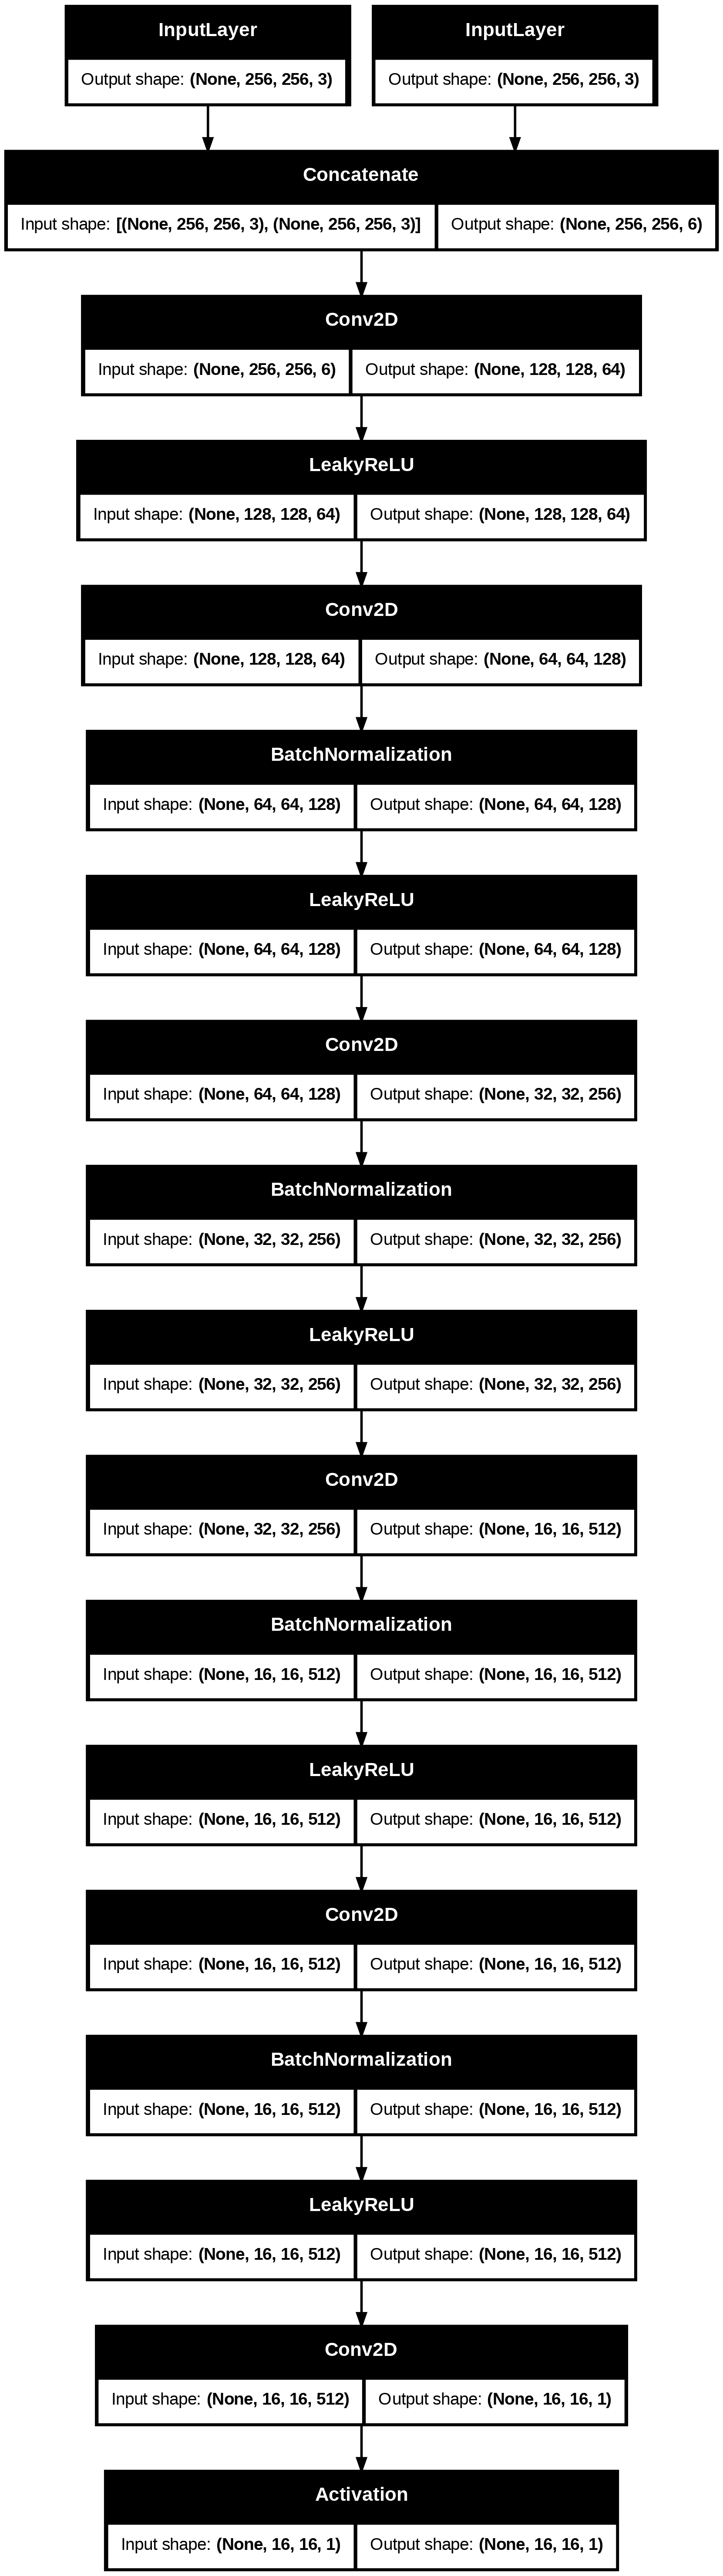 InputLayer
Output shape: (None, 256, 256, 3)
InputLayer
Output shape: (None, 256, 256, 3)
Concatenate
Input shape: [(None, 256, 256, 3), (None, 256, 256, 3)] Output shape: (None, 256, 256, 6)
Conv2D
Input shape: (None, 256, 256, 6) Output shape: (None, 128, 128, 64)
LeakyReLU
Input shape: (None, 128, 128, 64) Output shape: (None, 128, 128, 64)
Conv2D
Input shape: (None, 128, 128, 64) Output shape: (None, 64, 64, 128)
BatchNormalization
Input shape: (None, 64, 64, 128) Output shape: (None, 64, 64, 128)
LeakyReLU
Input shape: (None, 64, 64, 128) Output shape: (None, 64, 64, 128)
Conv2D
Input shape: (None, 64, 64, 128) Output shape: (None, 32, 32, 256)
BatchNormalization
Input shape: (None, 32, 32, 256) Output shape: (None, 32, 32, 256)
LeakyReLU
Input shape: (None, 32, 32, 256) Output shape: (None, 32, 32, 256)
Conv2D
Input shape: (None, 32, 32, 256) Output shape: (None, 16, 16, 512)
BatchNormalization
Input shape: (None, 16, 16, 512) Output shape: (None, 16, 16, 512)
LeakyReLU
Input shape: (None, 16, 16, 512) Output shape: (None, 16, 16, 512)
Conv2D
Input shape: (None, 16, 16, 512) Output shape: (None, 16, 16, 512)
BatchNormalization
Input shape: (None, 16, 16, 512) Output shape: (None, 16, 16, 512)
LeakyReLU
Input shape: (None, 16, 16, 512) Output shape: (None, 16, 16, 512)
Conv2D
Input shape: (None, 16, 16, 512) Output shape: (None, 16, 16, 1)
Activation
Input shape: (None, 16, 16, 1) Output shape: (None, 16, 16, 1)